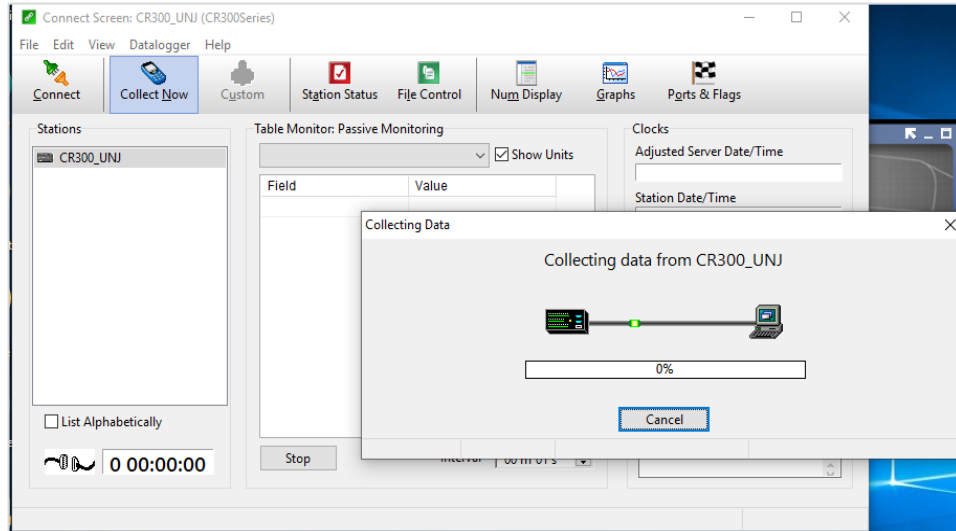 Connect Screen: CR300_UNJ (CR300Series)
File Edit View Datalogger Help
Connect Collect Now Custom Station Status File Control Num Display Graphs Ports & Flags
Stations
CR300_UNJ
List Alphabetically
0 00:00:00
Table Monitor: Passive Monitoring
Show Units
Field Value
Stop
Interval 00 m 01 s
Clocks
Adjusted Server Date/Time
Station Date/Time
Collecting Data
Collecting data from CR300_UNJ
0%
Cancel